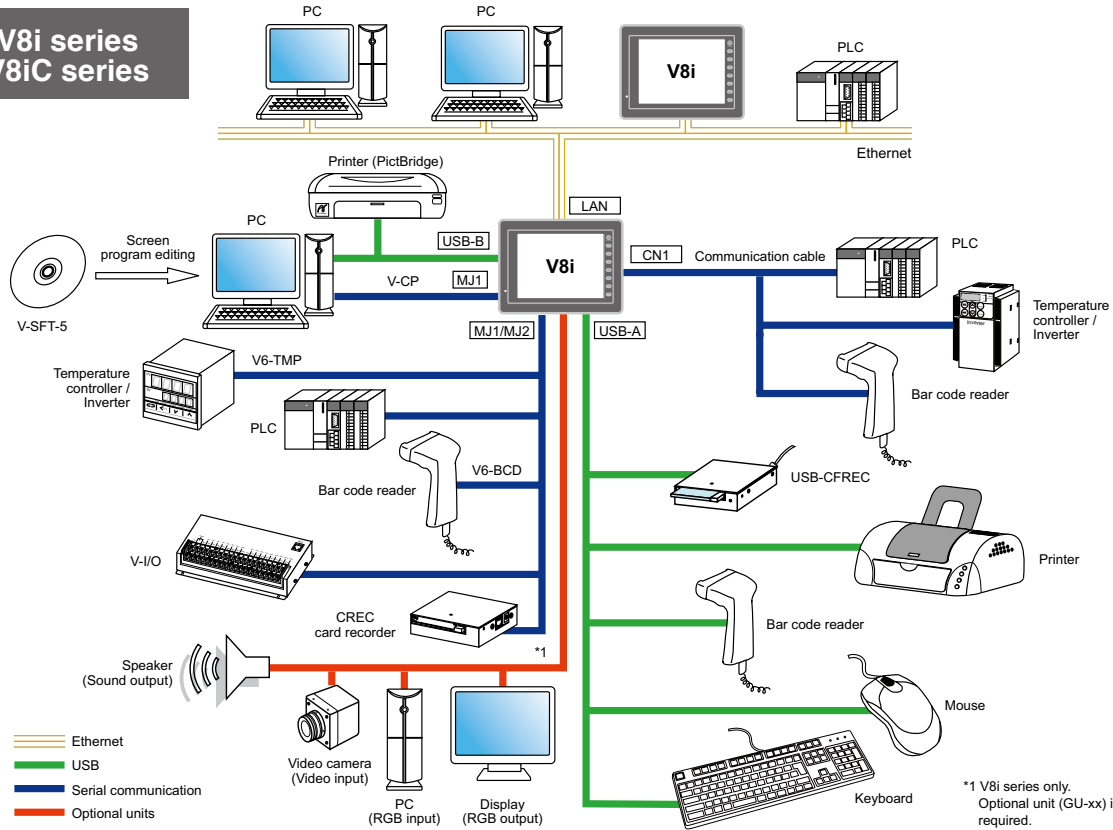 V8i series
V8iC series
PC
PC
V8i
PLC
Ethernet
Printer (PictBridge)
LAN
PC
USB-B
CN1
Communication cable
PLC
Screen
program editing
V8i
V-CP
MJ1
V-SFT-5
MJ1/MJ2
USB-A
Inverter
Temperature
controller /
Inverter
V6-TMP
Temperature
controller /
Inverter
Bar code reader
PLC
V6-BCD
Bar code reader
USB-CFREC
V-I/O
Printer
CREC
card recorder
Bar code reader
*1
Speaker
(Sound output)
Mouse
Ethernet
USB
Serial communication
Optional units
Video camera
(Video input)
PC
(RGB input)
Display
(RGB output)
Keyboard
*1 V8i series only.
Optional unit (GU-xx) i
required.